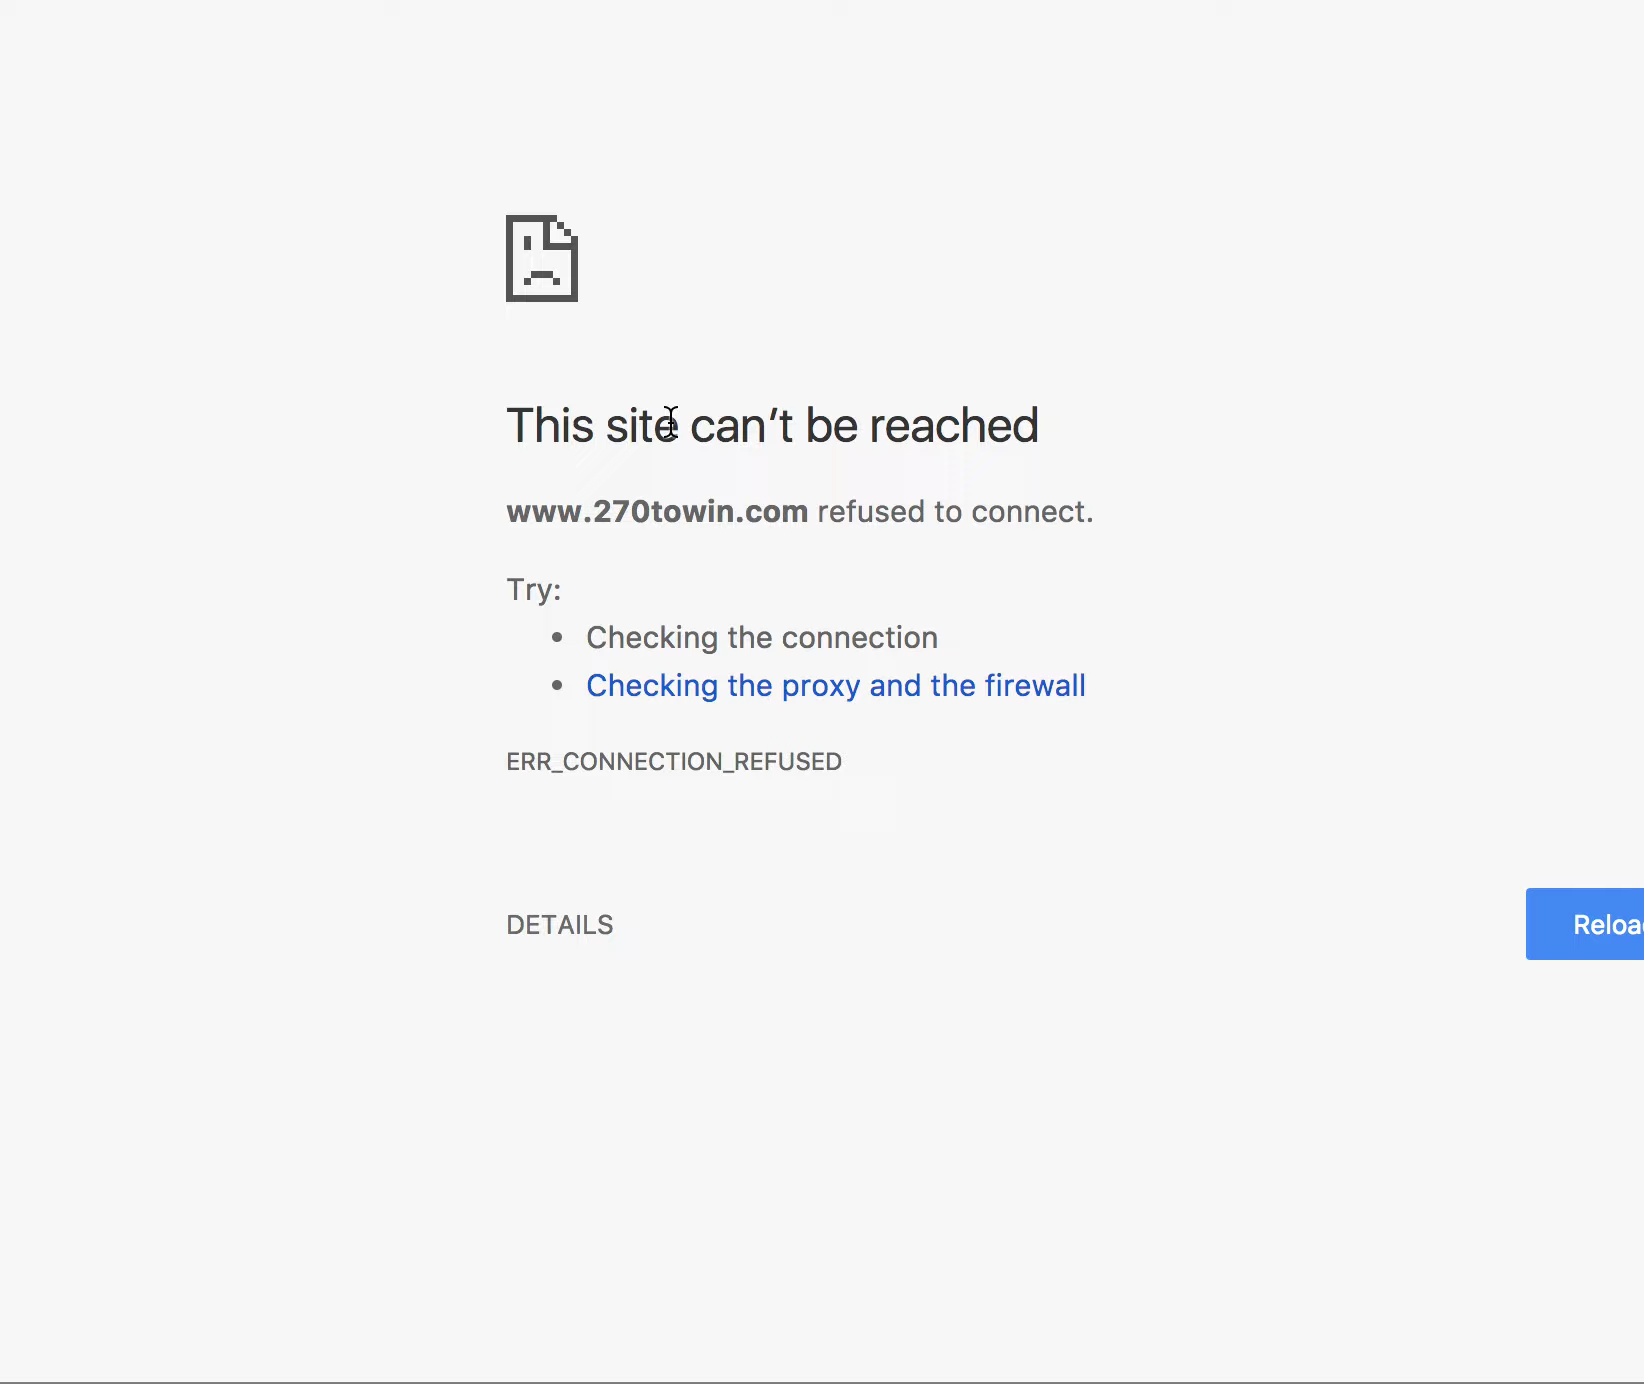 This site can’t be reached
www.270towin.com refused to connect.
Try:
• Checking the connection
• Checking the proxy and the firewall
ERR_CONNECTION_REFUSED
DETAILS